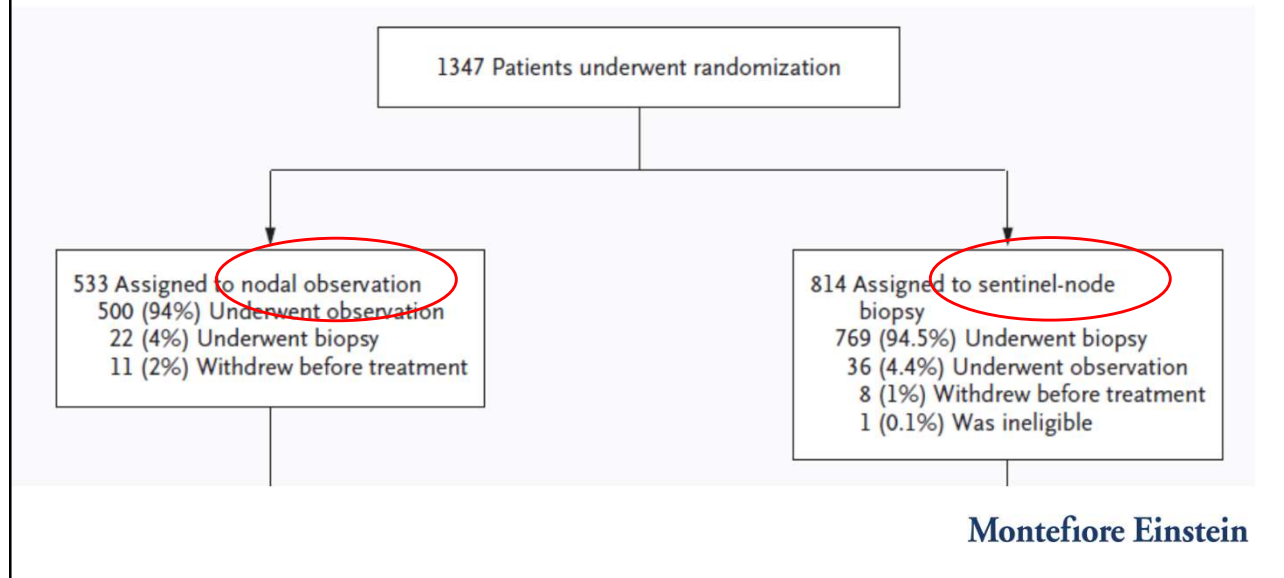 1347 Patients underwent randomization
533 Assigned to nodal observation
500 (94%) Underwent observation
22 (4%) Underwent biopsy
11 (2%) Withdrew before treatment
814 Assigned to sentinel-node
biopsy
769 (94.5%) Underwent biopsy
36 (4.4%) Underwent observation
8 (1%) Withdrew before treatment
1 (0.1%) Was ineligible
Montefiore Einstein